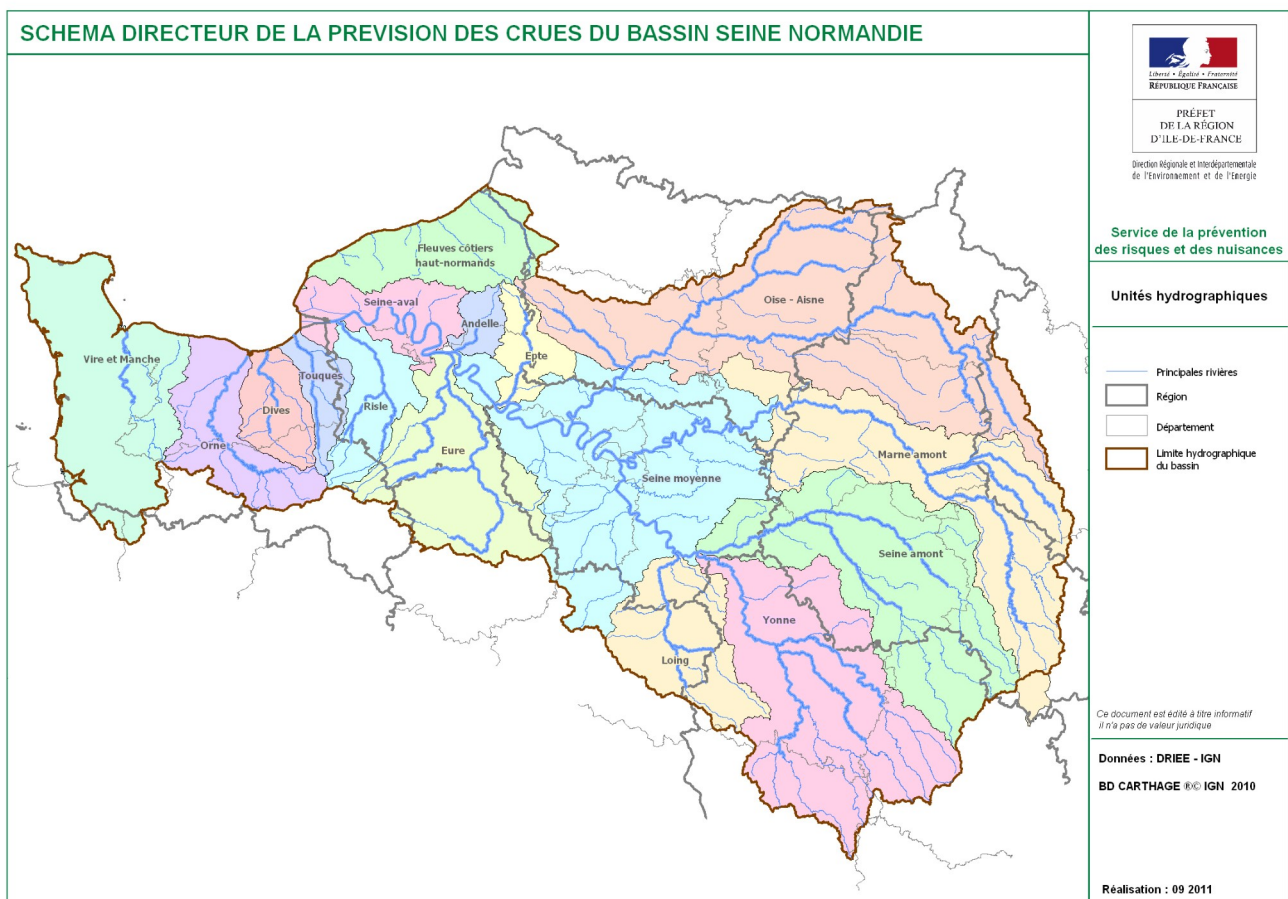 SCHEMA DIRECTEUR DE LA PREVISION DES CRUES DU BASSIN SEINE NORMANDIE
Liberté • Égalité • Fraternité
RÉPUBLIQUE FRANÇAISE
PRÉFET
DE LA RÉGION
D'ILE-DE-FRANCE
Direction Régionale et Interdépartementale
de l'Environnement et de l'Energie
Service de la prévention
des risques et des nuisances
Unités hydrographiques
Principales rivières
Région
Département
Limite hydrographique
du bassin
Fleuves côtiers
haut-normands
Seine-aval
Andelle
Oise - Aisne
Epte
Vire et Manche
Touques
Risle
Dives
Orne
Eure
Marne amont
Seine moyenne
Seine amont
Yonne
Loing
Ce document est édité à titre informatif
il n'a pas de valeur juridique
Données : DRIEE - IGN
BD CARTHAGE ®© IGN 2010
Réalisation : 09 2011